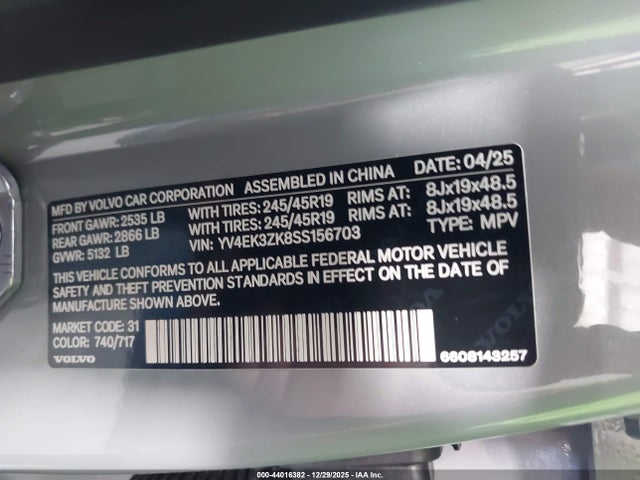 MFD BY VOLVO CAR CORPORATION ASSEMBLED IN CHINA DATE: 04/25
FRONT GAWR: 2535 LB WITH TIRES: 245/45R19 RIMS AT: 8Jx19x48.5
REAR GAWR: 2866 LB WITH TIRES: 245/45R19 RIMS AT: 8Jx19x48.5
GVWR: 5132 LB VIN: YV4EK3ZK8SS156703 TYPE: MPV
THIS VEHICLE CONFORMS TO ALL APPLICABLE FEDERAL MOTOR VEHICLE
SAFETY AND THEFT PREVENTION STANDARDS IN EFFECT ON THE DATE OF
MANUFACTURE SHOWN ABOVE.
MARKET CODE: 31
COLOR: 740/717
VOLVO
6608143257
000-44016382 - 12/29/2025 - IAA Inc.